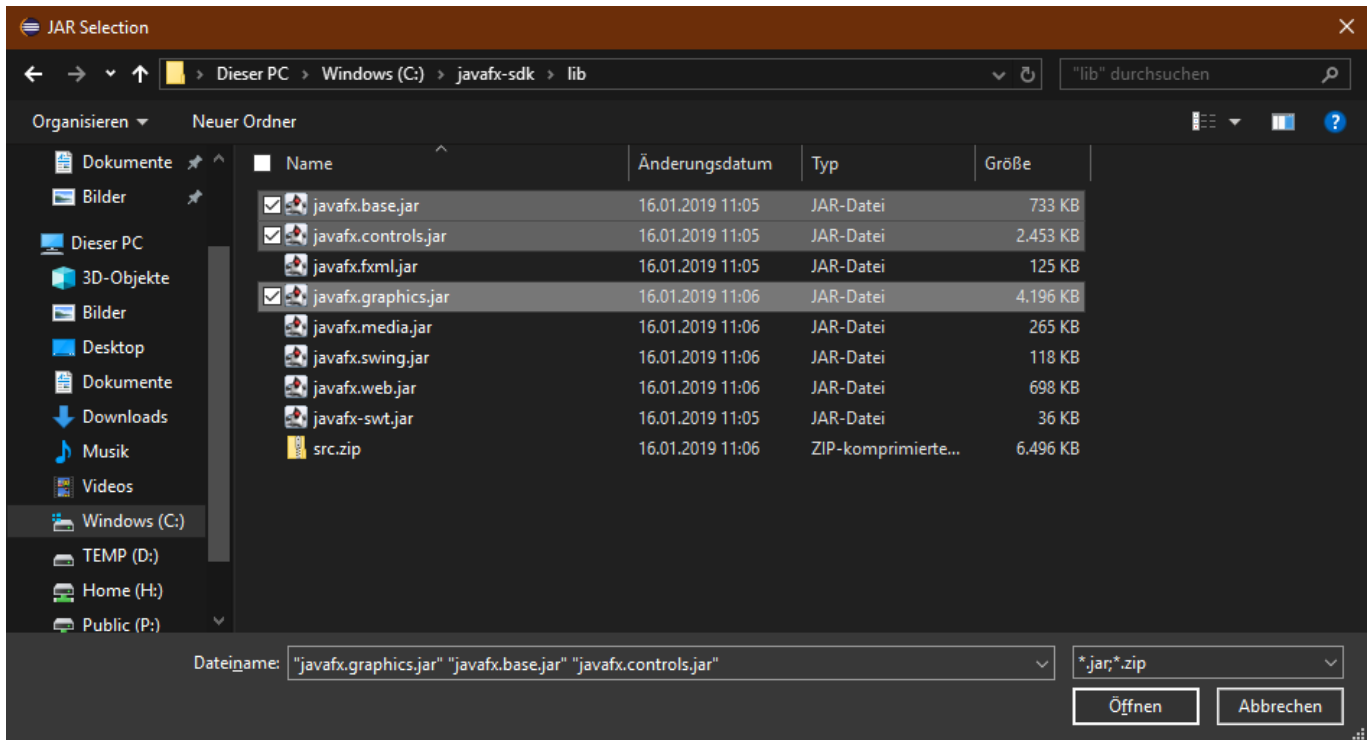 JAR Selection
Dieser PC > Windows (C:) > javafx-sdk > lib
"lib" durchsuchen
Organisieren
Neuer Ordner
Dokumente
Bilder
Dieser PC
3D-Objekte
Bilder
Desktop
Dokumente
Downloads
Musik
Videos
Windows (C:)
TEMP (D:)
Home (H:)
Public (P:)
Name Änderungsdatum Typ Größe
javafx.base.jar 16.01.2019 11:05 JAR-Datei 733 KB
javafx.controls.jar 16.01.2019 11:05 JAR-Datei 2.453 KB
javafx.fxml.jar 16.01.2019 11:05 JAR-Datei 125 KB
javafx.graphics.jar 16.01.2019 11:06 JAR-Datei 4.196 KB
javafx.media.jar 16.01.2019 11:06 JAR-Datei 265 KB
javafx.swing.jar 16.01.2019 11:06 JAR-Datei 118 KB
javafx.web.jar 16.01.2019 11:06 JAR-Datei 698 KB
javafx-swt.jar 16.01.2019 11:05 JAR-Datei 36 KB
src.zip 16.01.2019 11:06 ZIP-komprimierte... 6.496 KB
Dateiname: "javafx.graphics.jar" "javafx.base.jar" "javafx.controls.jar"
*.jar;*.zip
Öffnen
Abbrechen